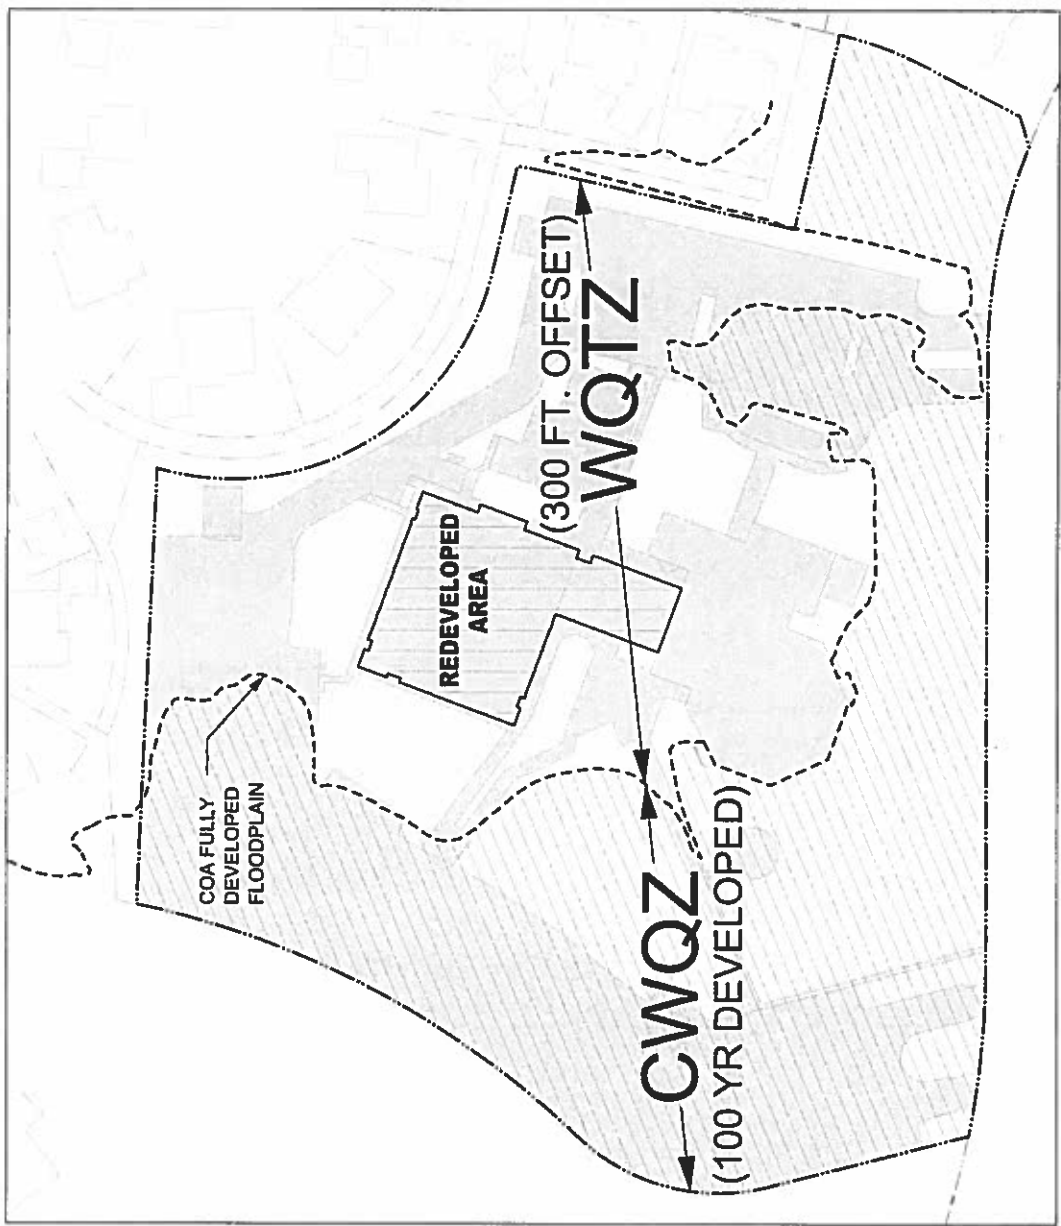 COA FULLY
DEVELOPED
FLOODPLAIN
REDEVELOPED
AREA
(300 FT. OFFSET)
WQTZ
CWQZ
(100 YR DEVELOPED)